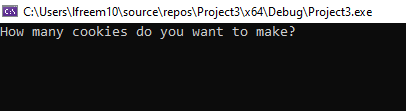 C:\Users\lfreem10\source\repos\Project3\x64\Debug\Project3.exe
How many cookies do you want to make?